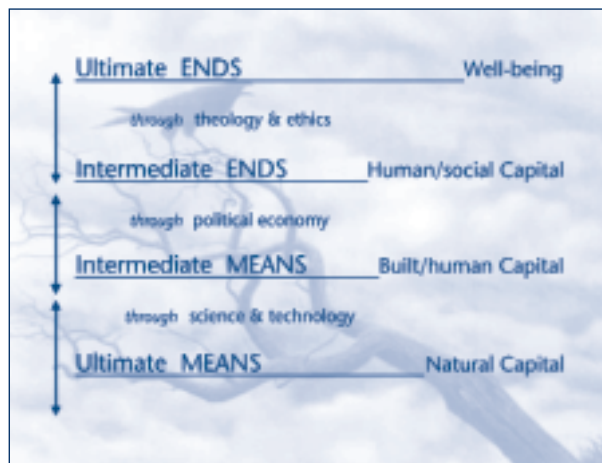 Ultimate ENDS Well-being
through theology & ethics
Intermediate ENDS Human/social Capital
through political economy
Intermediate MEANS Built/human Capital
through science & technology
Ultimate MEANS Natural Capital